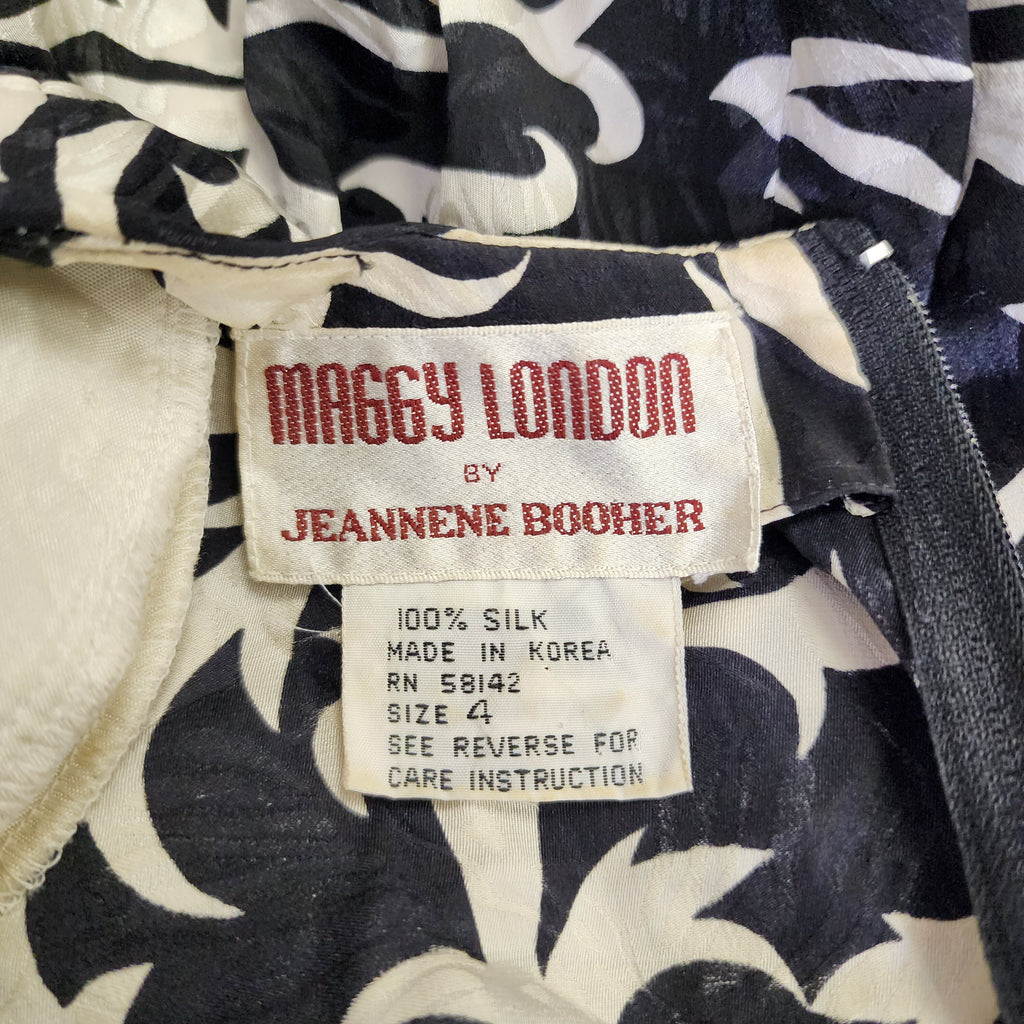 MAGGY LONDON
BY
JEANNENE BOOHER
100% SILK
MADE IN KOREA
RN 58142
SIZE 4
SEE REVERSE FOR
CARE INSTRUCTION